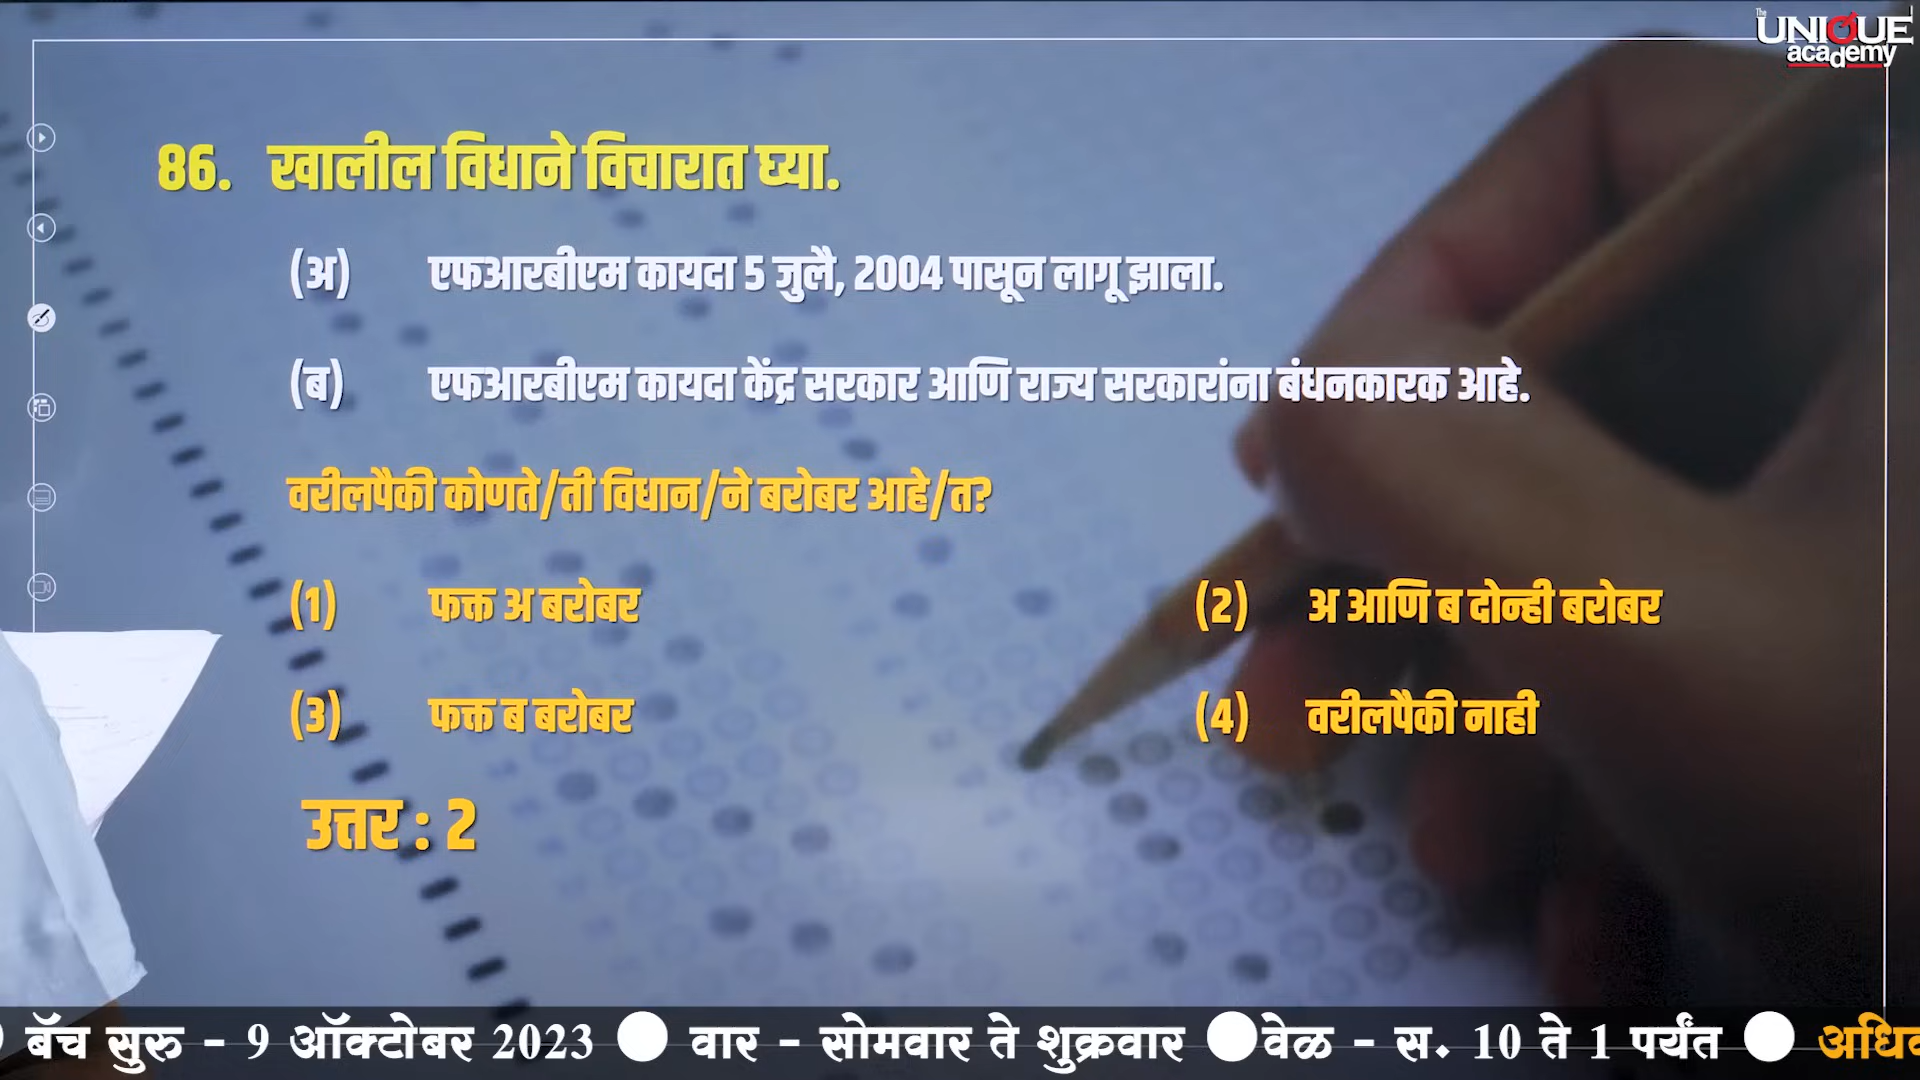 The
UNIQUE
academy
86. खालील विधाने विचारात घ्या.
(अ) एफआरबीएम कायदा 5 जुलै, 2004 पासून लागू झाला.
(ब) एफआरबीएम कायदा केंद्र सरकार आणि राज्य सरकारांना बंधनकारक आहे.
वरीलपैकी कोणते/ती विधान/ने बरोबर आहे/त?
(1) फक्त अ बरोबर (2) अ आणि ब दोन्ही बरोबर
(3) फक्त ब बरोबर (4) वरीलपैकी नाही
उत्तर : 2
बॅच सुरु - 9 ऑक्टोबर 2023 ● वार - सोमवार ते शुक्रवार ● वेळ - स. 10 ते 1 पर्यंत ●